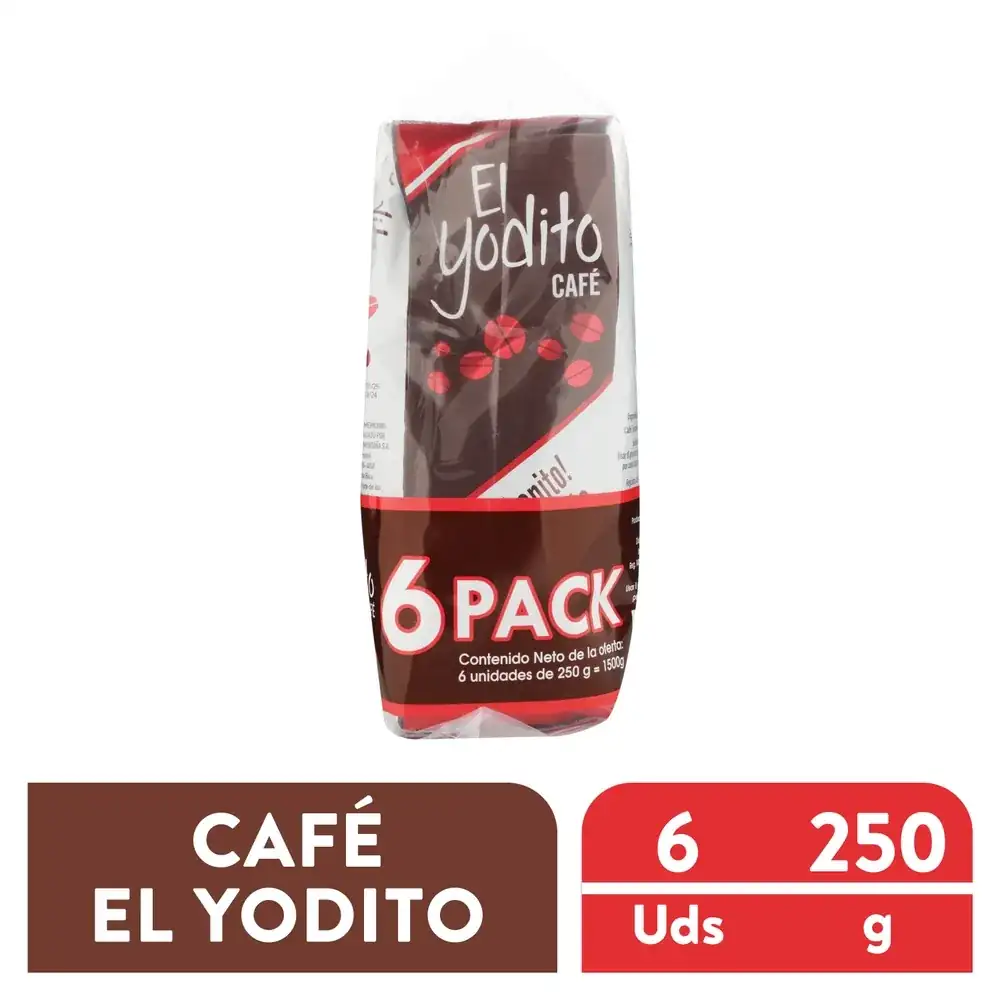 El
yodito
CAFÉ
6 PACK
Contenido Neto de la oferta:
6 unidades de 250 g = 1500g
CAFÉ
EL YODITO
6 250
Uds g